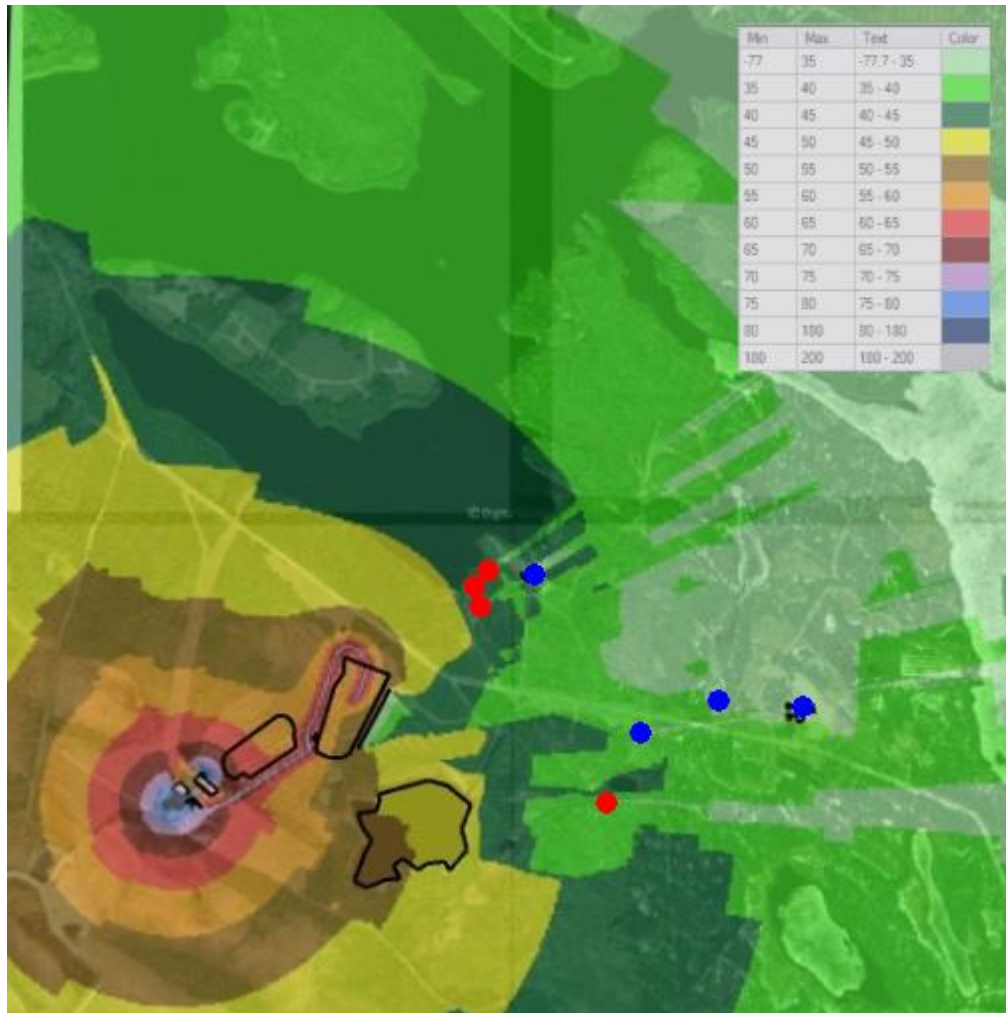 Min Max Text Color
-77 35 -77.7 - 35
35 40 35 - 40
40 45 40 - 45
45 50 45 - 50
50 55 50 - 55
55 60 55 - 60
60 65 60 - 65
65 70 65 - 70
70 75 70 - 75
75 80 75 - 80
80 180 80 - 180
180 200 180 - 200